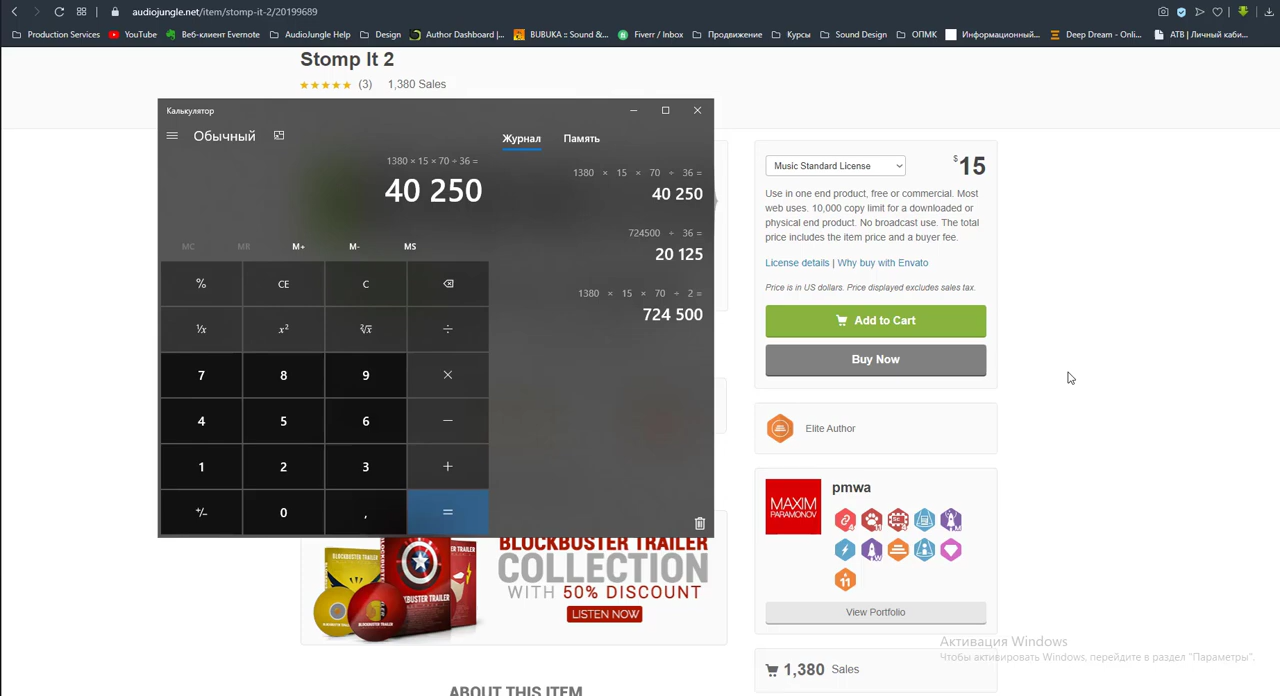 audiojungle.net/item/stomp-it-2/20199689
Production Services
YouTube
Веб-клиент Evernote
AudioJungle Help
Design
Author Dashboard |...
BUBUKA :: Sound &...
Fiverr / Inbox
Продвижение
Курсы
Sound Design
ОПМК
Информационный...
Deep Dream - Onli...
АТВ | Личный каби...
Stomp It 2
(3) 1,380 Sales
Калькулятор
Обычный
Журнал
Память
1380 × 15 × 70 ÷ 36 =
40 250
MC MR M+ M- MS
% CE C
¹/x x² ²√x ÷
7 8 9 ×
4 5 6 −
1 2 3 +
+/− 0 , =
1380 × 15 × 70 ÷ 36 =
40 250
724500 ÷ 36 =
20 125
1380 × 15 × 70 ÷ 2 =
724 500
Music Standard License
$15
Use in one end product, free or commercial. Most
web uses. 10,000 copy limit for a downloaded or
physical end product. No broadcast use. The total
price includes the item price and a buyer fee.
License details | Why buy with Envato
Price is in US dollars. Price displayed excludes sales tax.
Add to Cart
Buy Now
Elite Author
MAXIM
PARAMONOV
pmwa
11
View Portfolio
1,380 Sales
BLOCKBUSTER TRAILER
COLLECTION
WITH 50% DISCOUNT
LISTEN NOW
ABOUT THIS ITEM
Активация Windows
Чтобы активировать Windows, перейдите в раздел "Параметры".